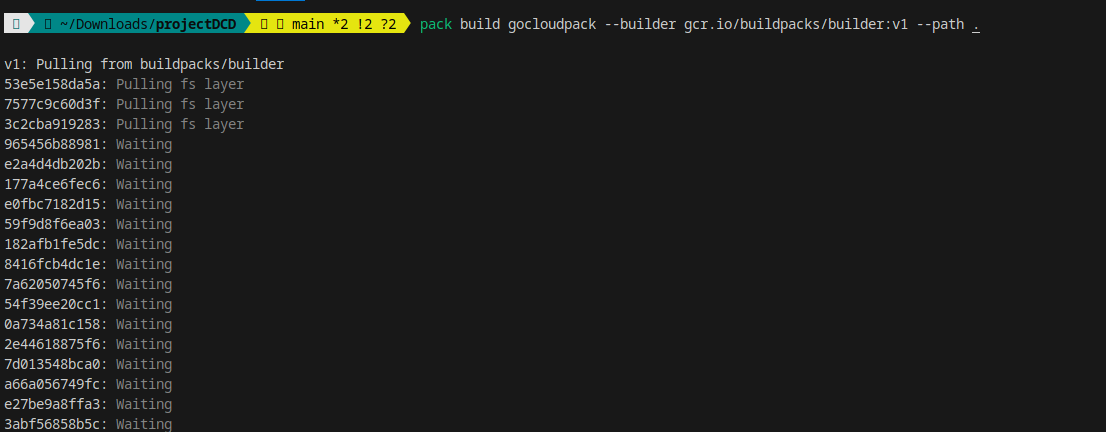 ~/Downloads/projectDCD main *2 !2 ?2 pack build gocloudpack --builder gcr.io/buildpacks/builder:v1 --path .
v1: Pulling from buildpacks/builder
53e5e158da5a: Pulling fs layer
7577c9c60d3f: Pulling fs layer
3c2cba919283: Pulling fs layer
965456b88981: Waiting
e2a4d4db202b: Waiting
177a4ce6fec6: Waiting
e0fbc7182d15: Waiting
59f9d8f6ea03: Waiting
182afb1fe5dc: Waiting
8416fcb4dc1e: Waiting
7a62050745f6: Waiting
54f39ee20cc1: Waiting
0a734a81c158: Waiting
2e44618875f6: Waiting
7d013548bca0: Waiting
a66a056749fc: Waiting
e27be9a8ffa3: Waiting
3abf56858b5c: Waiting